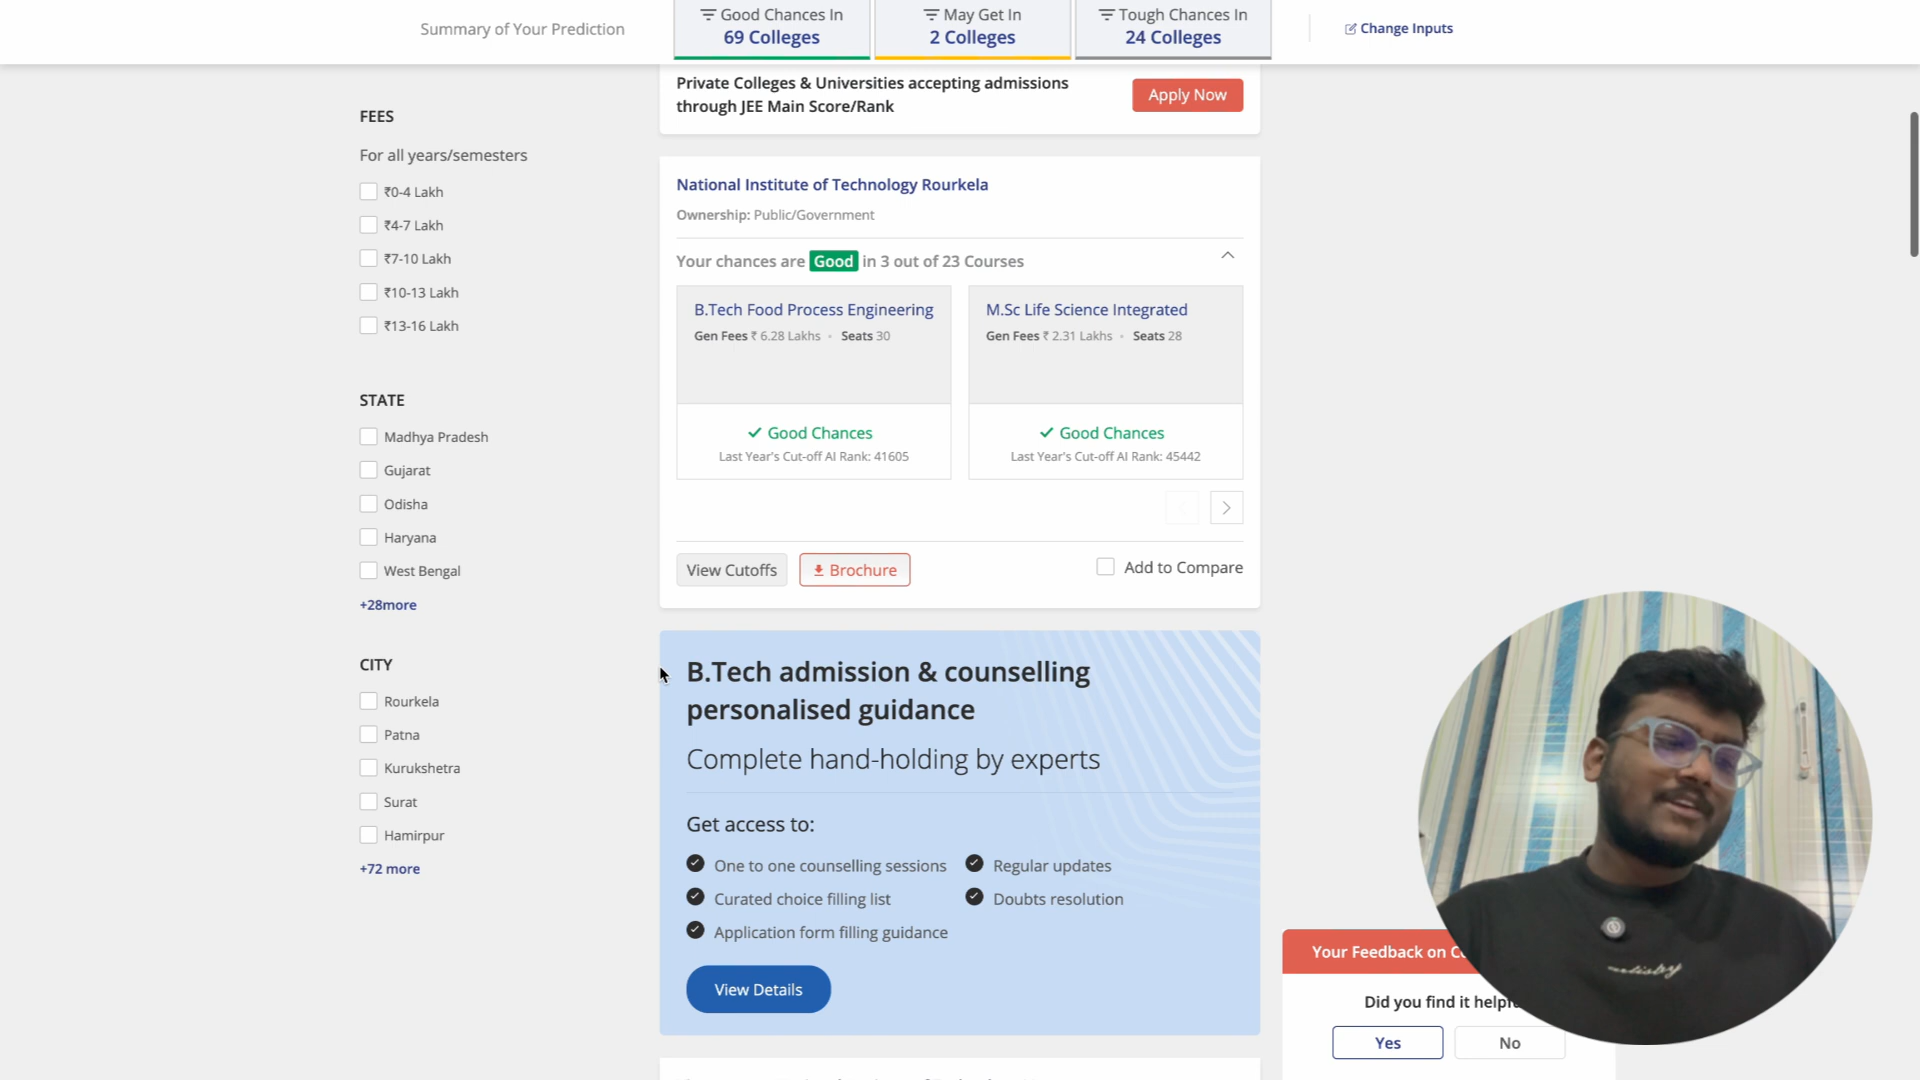 Summary of Your Prediction
Good Chances In
69 Colleges
May Get In
2 Colleges
Tough Chances In
24 Colleges
Change Inputs
FEES
For all years/semesters
₹0-4 Lakh
₹4-7 Lakh
₹7-10 Lakh
₹10-13 Lakh
₹13-16 Lakh
STATE
Madhya Pradesh
Gujarat
Odisha
Haryana
West Bengal
+28more
CITY
Rourkela
Patna
Kurukshetra
Surat
Hamirpur
+72 more
Private Colleges & Universities accepting admissions
through JEE Main Score/Rank
Apply Now
National Institute of Technology Rourkela
Ownership: Public/Government
Your chances are Good in 3 out of 23 Courses
B.Tech Food Process Engineering
Gen Fees ₹ 6.28 Lakhs • Seats 30
Good Chances
Last Year's Cut-off AI Rank: 41605
M.Sc Life Science Integrated
Gen Fees ₹ 2.31 Lakhs • Seats 28
Good Chances
Last Year's Cut-off AI Rank: 45442
View Cutoffs
Brochure
Add to Compare
B.Tech admission & counselling
personalised guidance
Complete hand-holding by experts
Get access to:
One to one counselling sessions
Regular updates
Curated choice filling list
Doubts resolution
Application form filling guidance
View Details
Your Feedback on
Did you find it
Yes
No